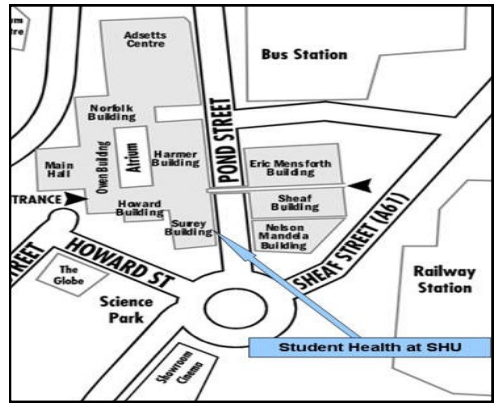 Adsetts
Centre
Bus Station
Norfolk
Building
POND STREET
Owen Building
Atrium
Harmer
Building
Main
Hall
Eric Mensforth
Building
TRANCE
Howard
Building
Sheaf
Building
Surrey
Building
Nelson
Mandela
Building
SHEAF STREET (A61)
REET
HOWARD ST
The
Globe
Science
Park
Railway
Station
Student Health at SHU
Showroom
Cinema